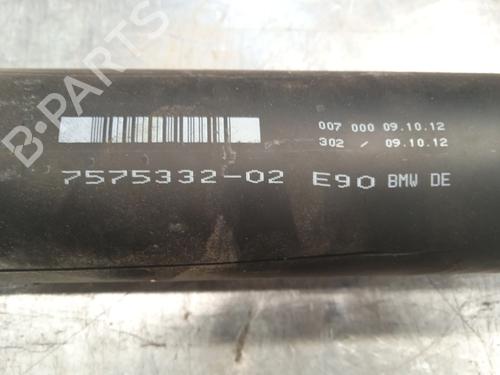 B-PARTS
007 000 09.10.12
302 / 09.10.12
7575332-02 E90 BMW DE